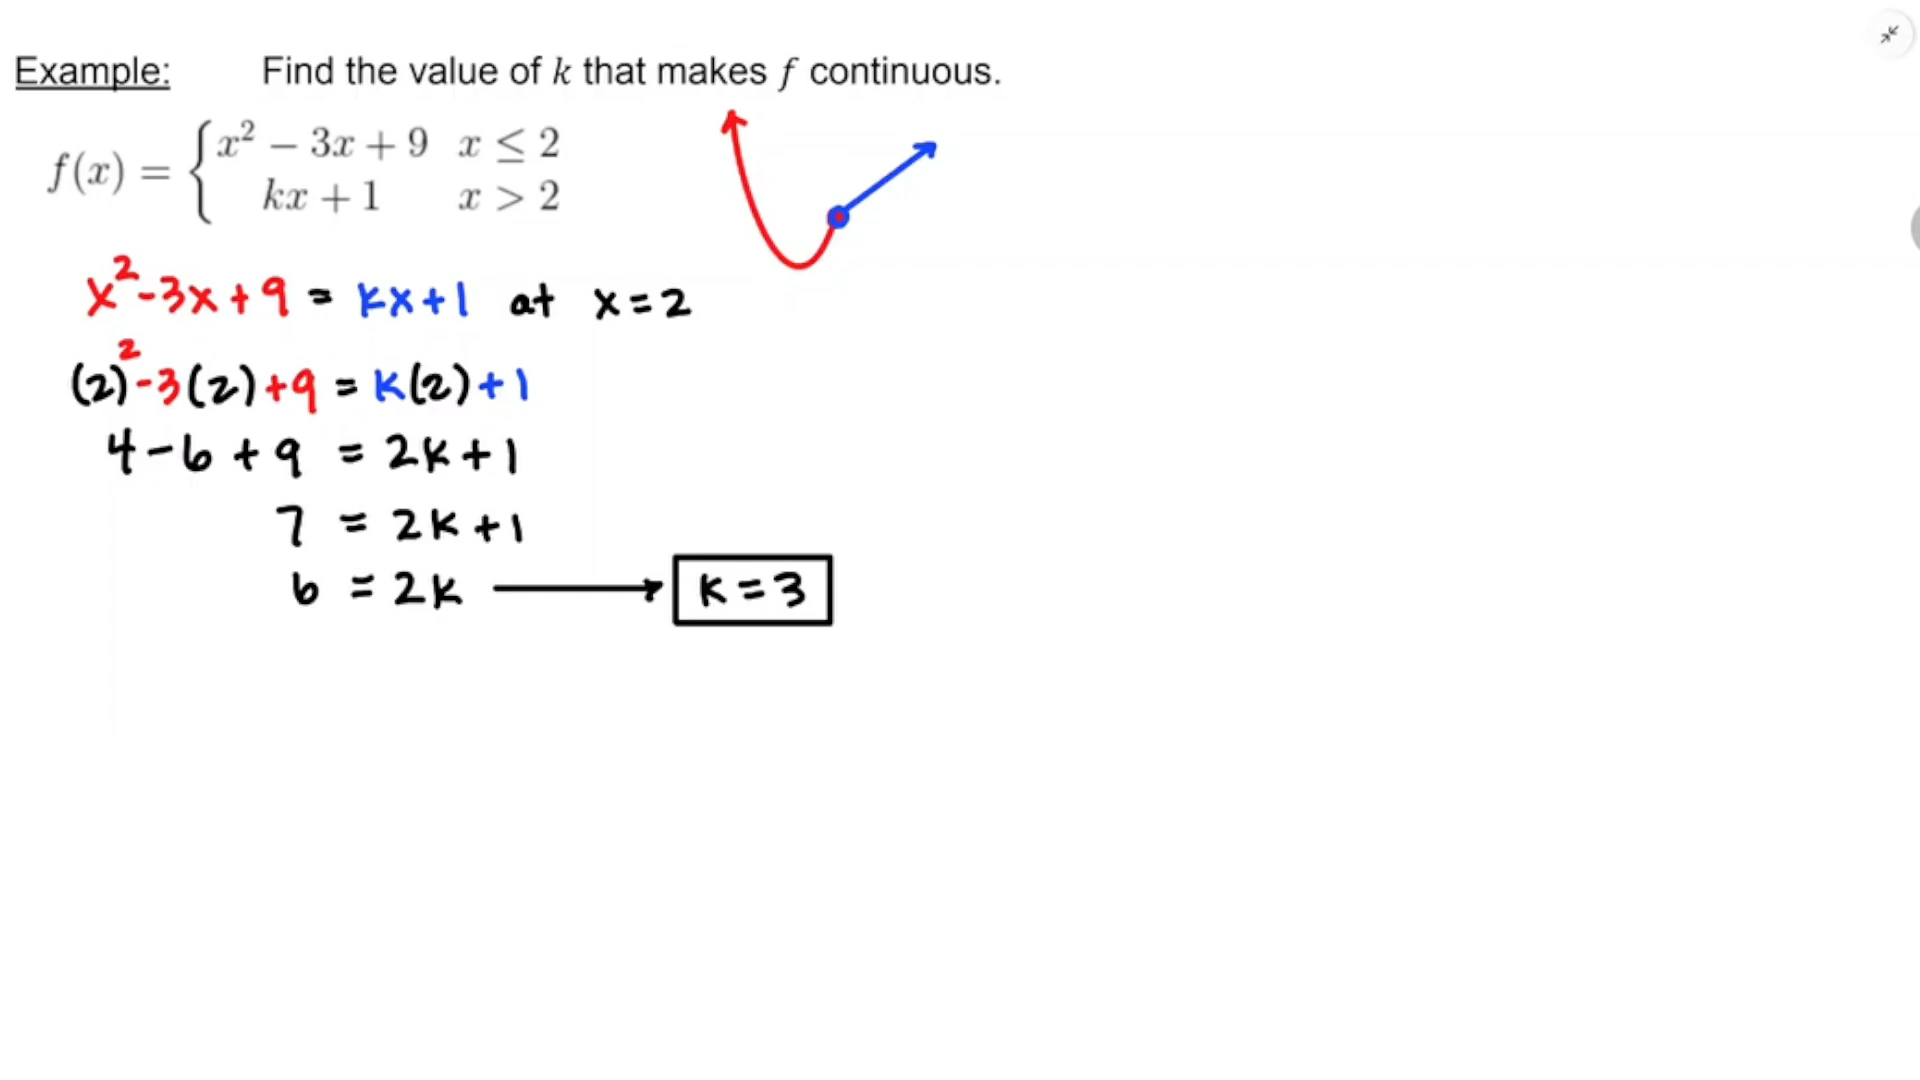 Example: Find the value of k that makes f continuous.
f(x) = { x² − 3x + 9   x ≤ 2
kx + 1   x > 2
x² - 3x + 9 = kx + 1 at x = 2
(2)² - 3(2) + 9 = k(2) + 1
4 - 6 + 9 = 2k + 1
7 = 2k + 1
6 = 2k → k = 3